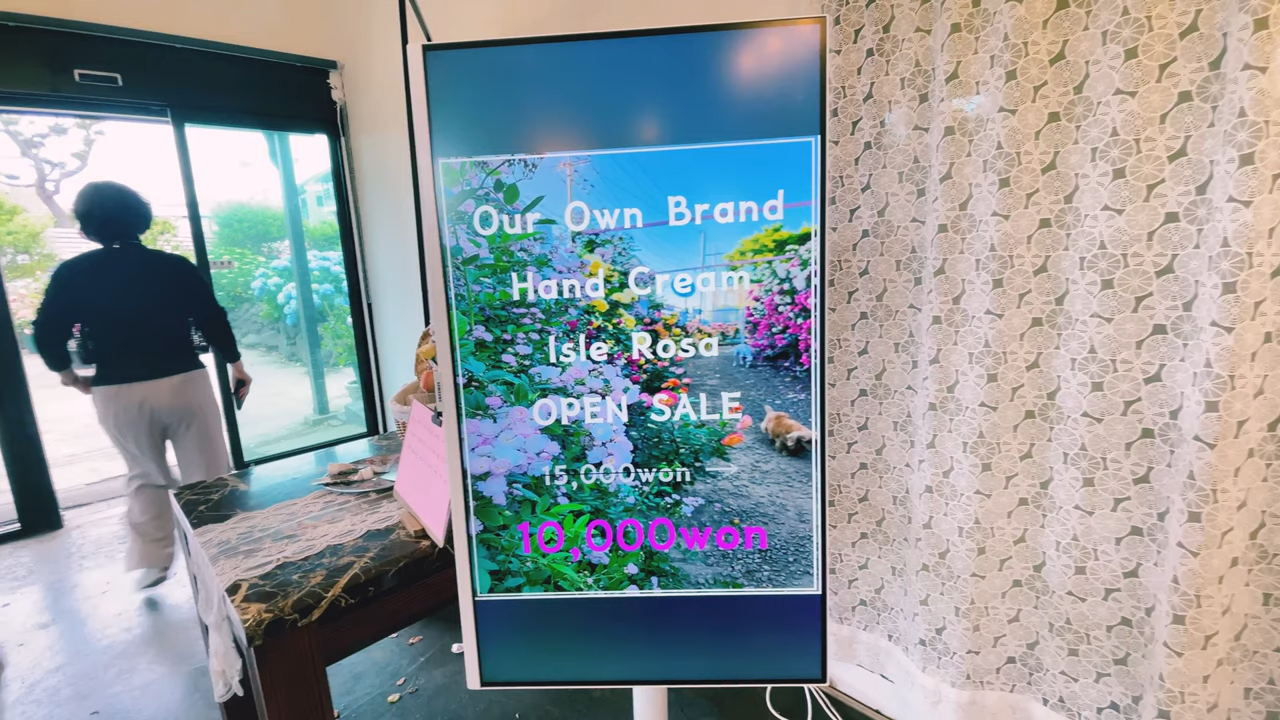 Our Own Brand
Hand Cream
Isle Rosa
OPEN SALE
15,000won →
10,000won